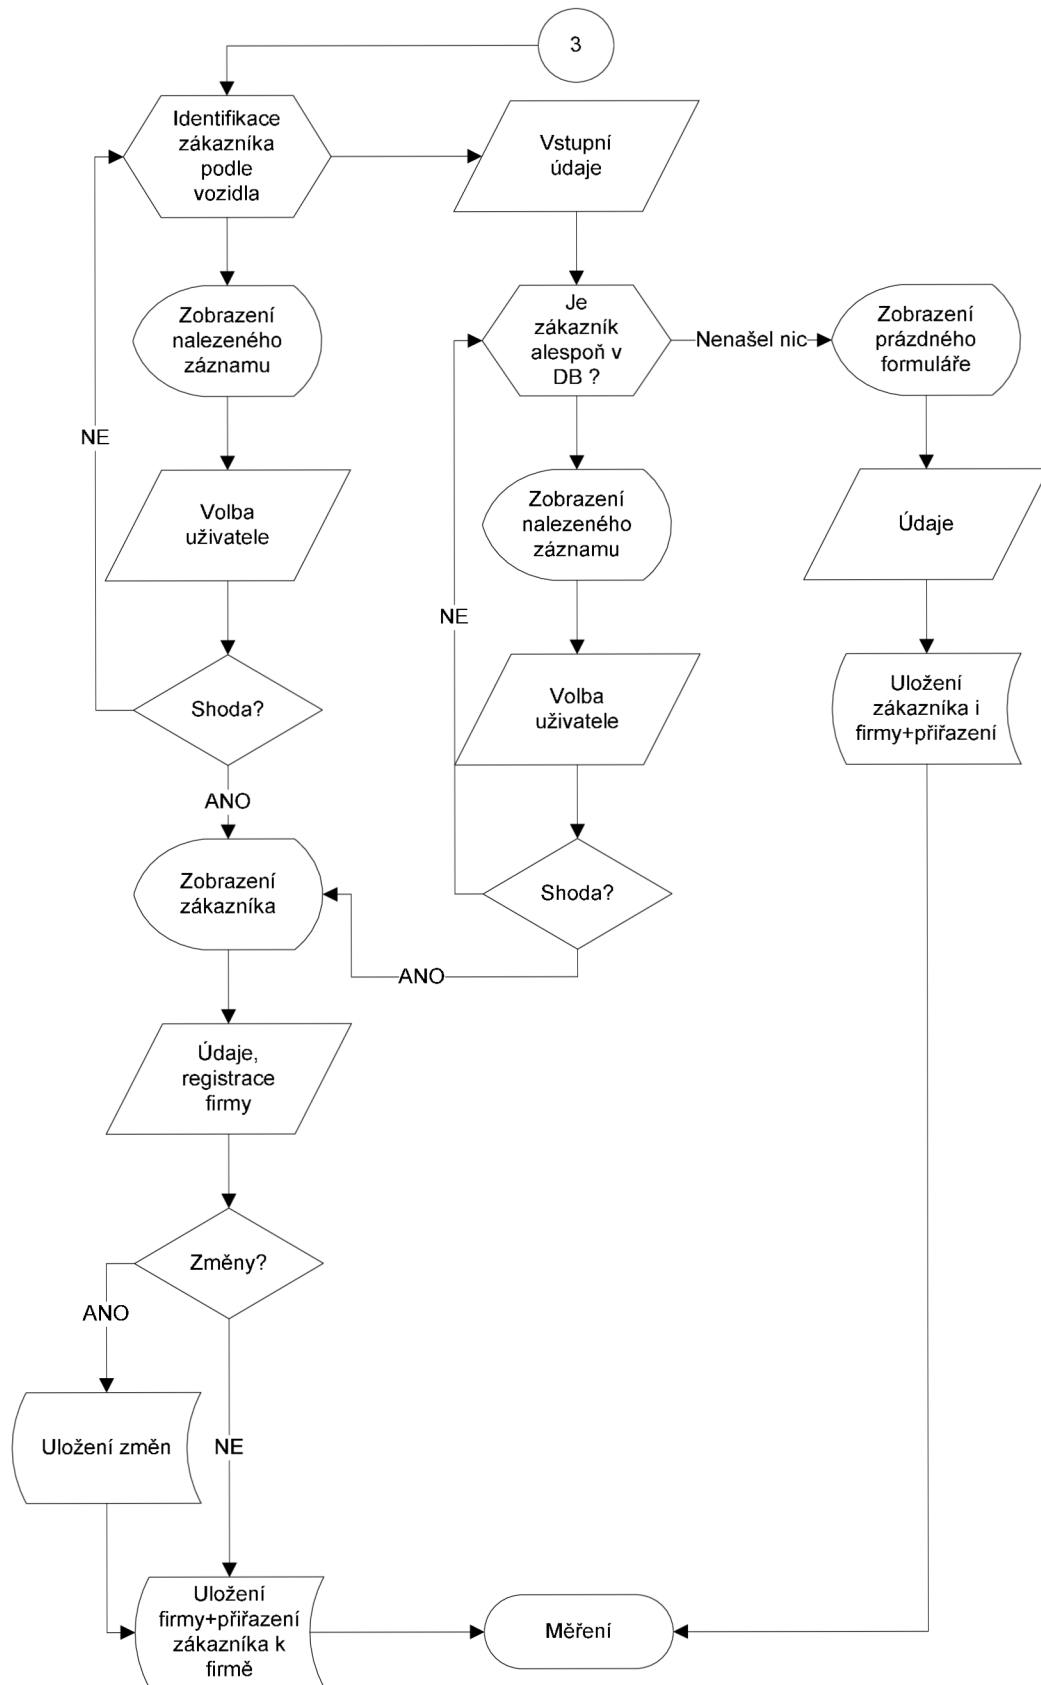 3
Identifikace
zákazníka
podle
vozidla
Vstupní
údaje
Zobrazení
nalezeného
záznamu
Je
zákazník
alespoň v
DB ?
Nenašel nic
Zobrazení
prázdného
formuláře
NE
Volba
uživatele
Zobrazení
nalezeného
záznamu
Údaje
NE
Shoda?
Volba
uživatele
Uložení
zákazníka i
firmy+přiřazení
ANO
Zobrazení
zákazníka
Shoda?
ANO
Údaje,
registrace
firmy
Změny?
ANO
Uložení změn
NE
Uložení
firmy+přiřazení
zákazníka k
firmě
Měření